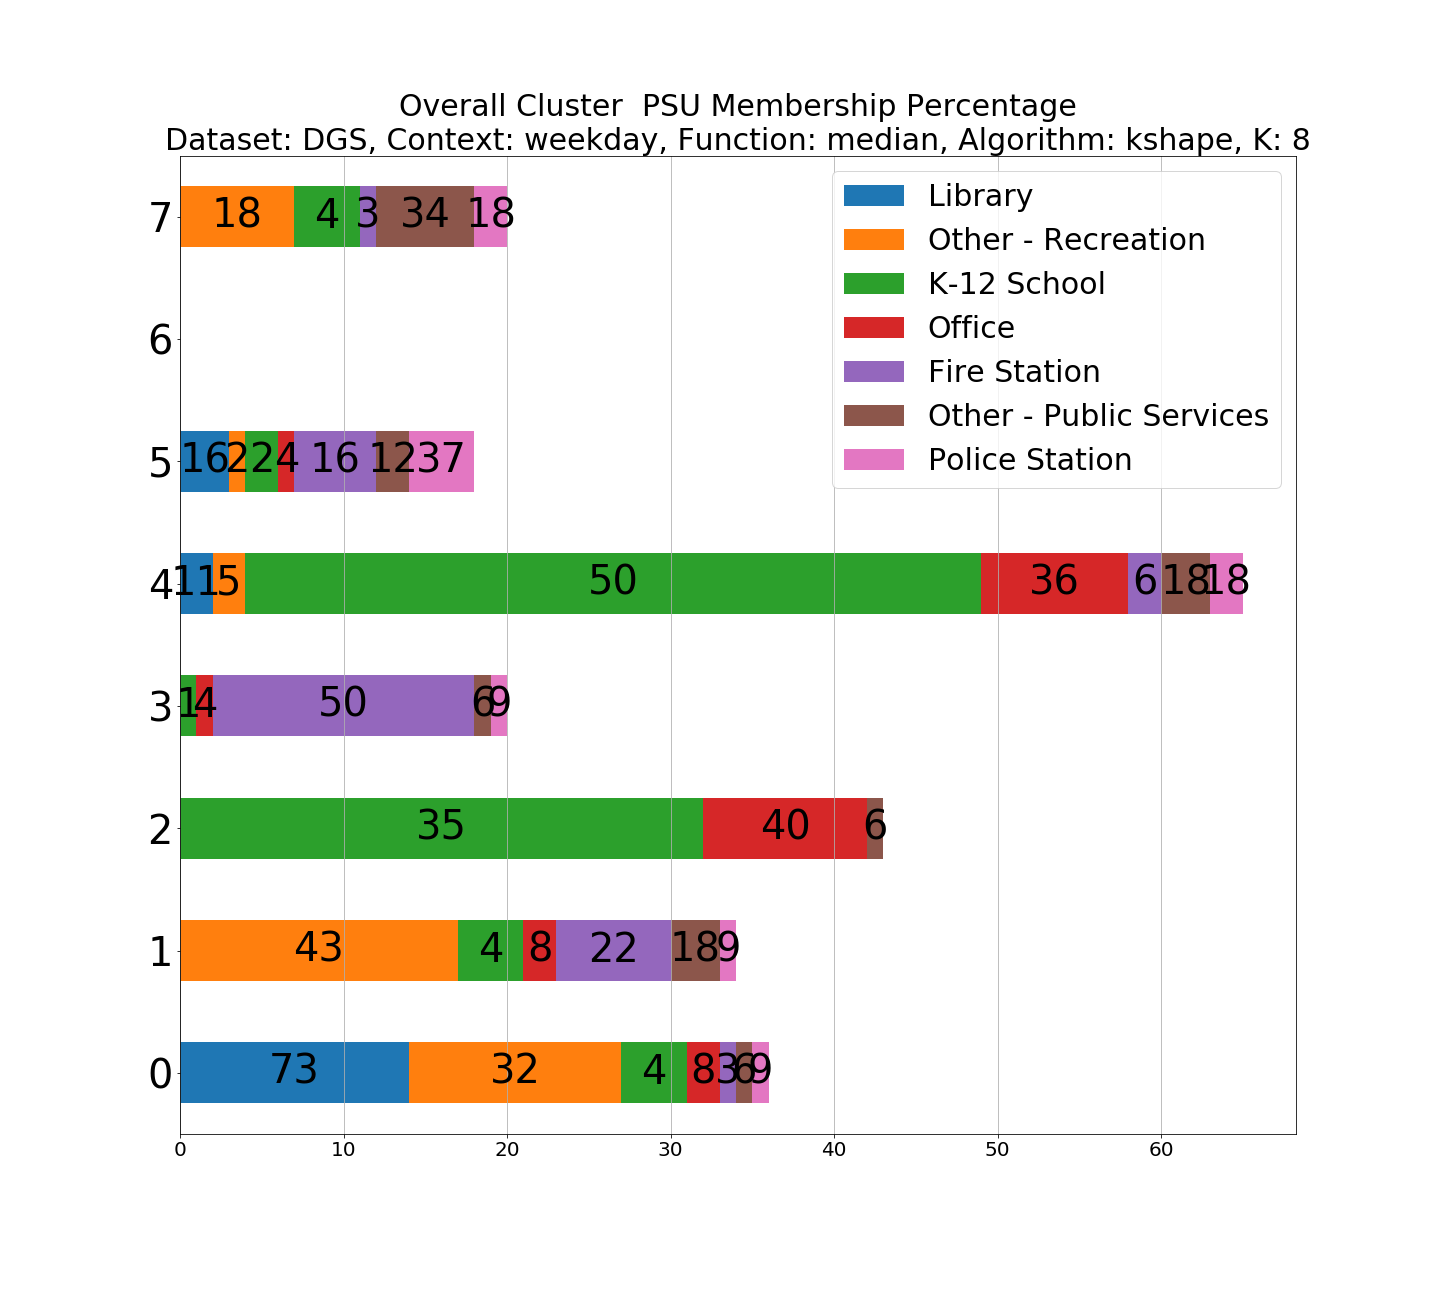 Overall Cluster  PSU Membership Percentage
Dataset: DGS, Context: weekday, Function: median, Algorithm: kshape, K: 8
Library
Other - Recreation
K-12 School
Office
Fire Station
Other - Public Services
Police Station
7 18 4 3 34 18
6
5 16 2 2 4 16 12 37
4 11 5 50 36 6 18 18
3 1 4 50 6 9
2 35 40 6
1 43 4 8 22 18 9
0 73 32 4 8 3 6 9
0 10 20 30 40 50 60